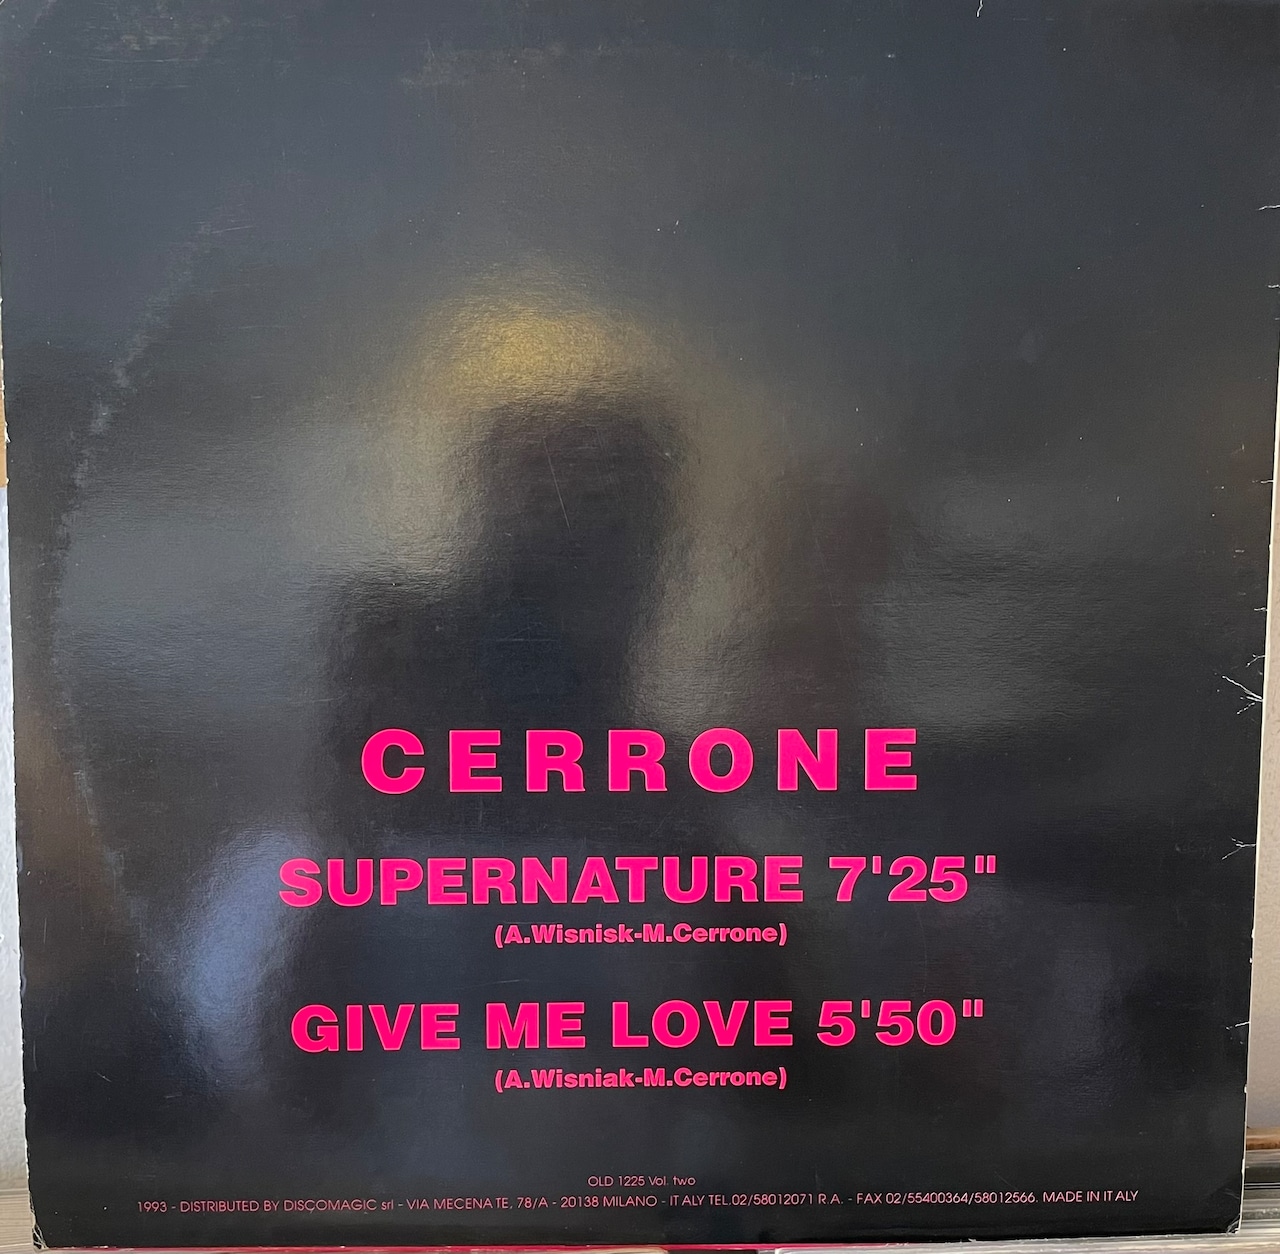 CERRONE
SUPERNATURE 7'25"
(A.Wisnisk-M.Cerrone)
GIVE ME LOVE 5'50"
(A.Wisniak-M.Cerrone)
OLD 1225 Vol. two
1993 - DISTRIBUTED BY DISCOMAGIC srl - VIA MECENATE, 78/A - 20138 MILANO - ITALY TEL.02/58012071 R.A. - FAX 02/55400364/58012566. MADE IN ITALY